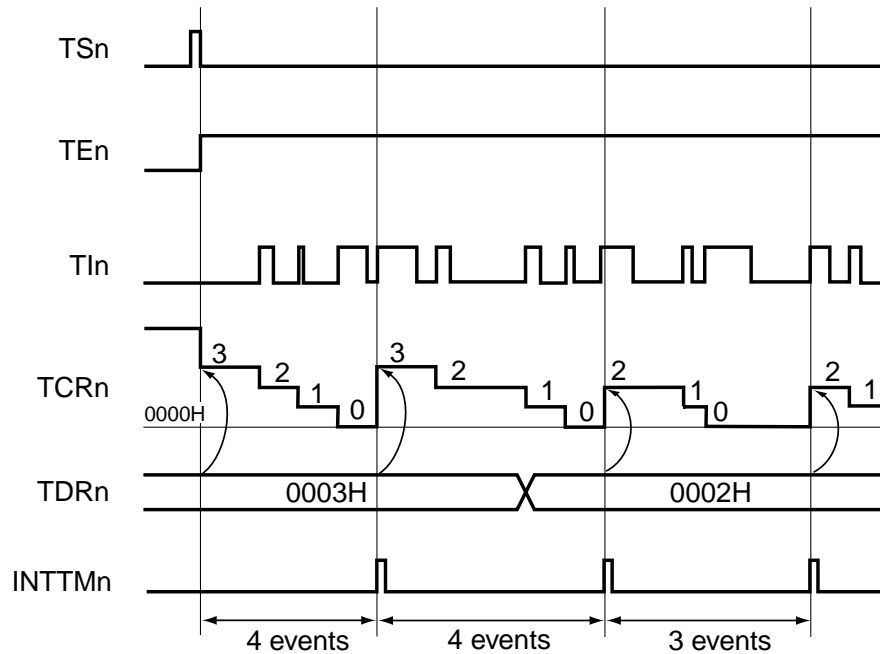 TSn
TEn
TIn
TCRn
3 2 1 0 3 2 1 0 2 1 0 2 1
0000H
TDRn
0003H 0002H
INTTMn
4 events 4 events 3 events